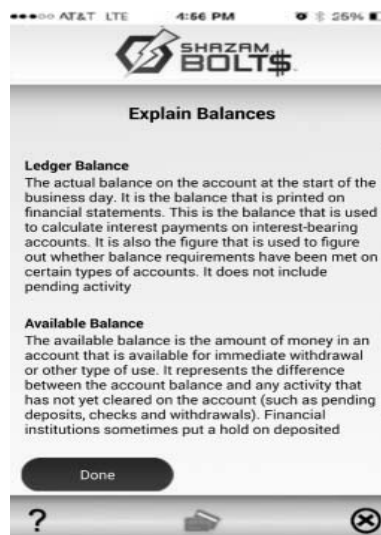 AT&T LTE 4:56 PM 25%
SHAZAM
BOLT$
Explain Balances
Ledger Balance
The actual balance on the account at the start of the
business day. It is the balance that is printed on
financial statements. This is the balance that is used
to calculate interest payments on interest-bearing
accounts. It is also the figure that is used to figure
out whether balance requirements have been met on
certain types of accounts. It does not include
pending activity
Available Balance
The available balance is the amount of money in an
account that is available for immediate withdrawal
or other type of use. It represents the difference
between the account balance and any activity that
has not yet cleared on the account (such as pending
deposits, checks and withdrawals). Financial
institutions sometimes put a hold on deposited
Done
?